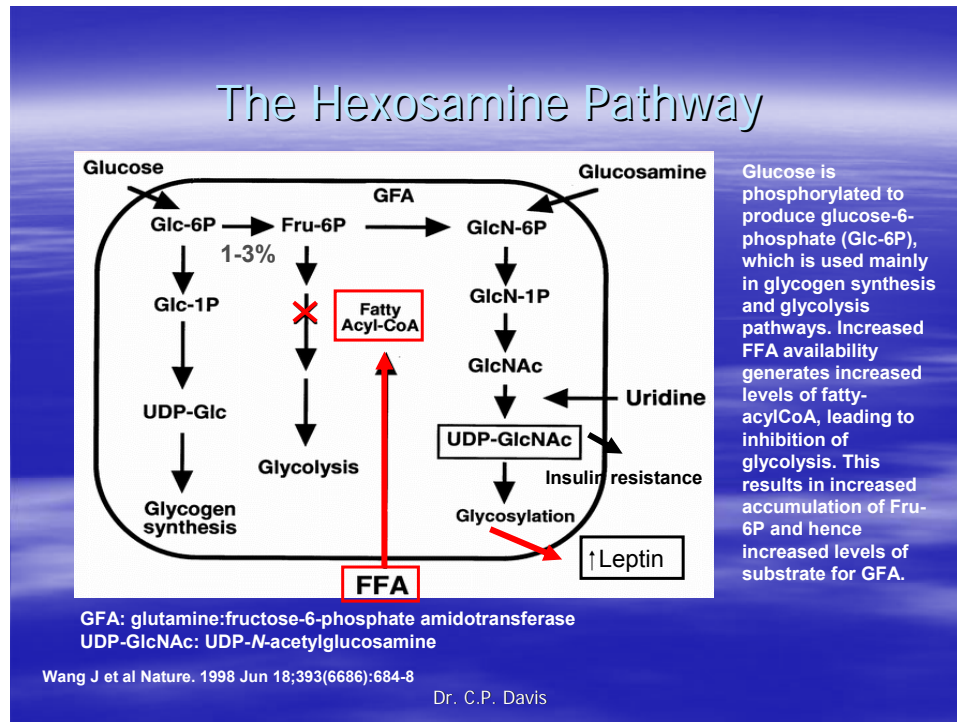 The Hexosamine Pathway
Glucose
Glucosamine
GFA
Glc-6P
Fru-6P
GlcN-6P
1-3%
Glc-1P
Fatty
Acyl-CoA
GlcN-1P
GlcNAc
Uridine
UDP-Glc
UDP-GlcNAc
Glycolysis
Insulin resistance
Glycogen
synthesis
Glycosylation
↑Leptin
FFA
Glucose is
phosphorylated to
produce glucose-6-
phosphate (Glc-6P),
which is used mainly
in glycogen synthesis
and glycolysis
pathways. Increased
FFA availability
generates increased
levels of fatty-
acylCoA, leading to
inhibition of
glycolysis. This
results in increased
accumulation of Fru-
6P and hence
increased levels of
substrate for GFA.
GFA: glutamine:fructose-6-phosphate amidotransferase
UDP-GlcNAc: UDP-N-acetylglucosamine
Wang J et al Nature. 1998 Jun 18;393(6686):684-8
Dr. C.P. Davis